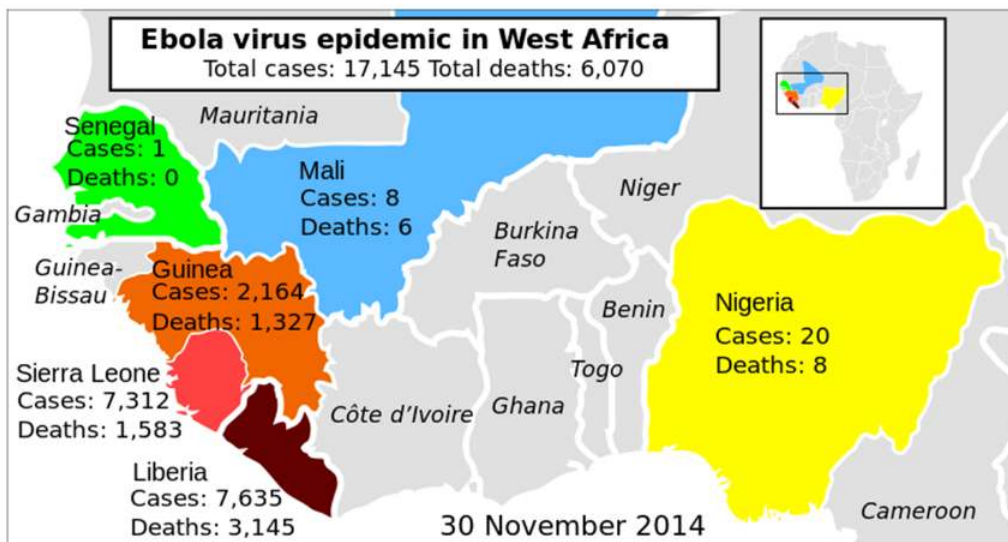 Ebola virus epidemic in West Africa
Total cases: 17,145 Total deaths: 6,070
Mauritania
Senegal
Cases: 1
Deaths: 0
Gambia
Mali
Cases: 8
Deaths: 6
Niger
Burkina
Faso
Guinea-
Bissau
Guinea
Cases: 2,164
Deaths: 1,327
Benin
Nigeria
Cases: 20
Deaths: 8
Togo
Sierra Leone
Cases: 7,312
Deaths: 1,583
Côte d’Ivoire
Ghana
Liberia
Cases: 7,635
Deaths: 3,145
30 November 2014
Cameroon